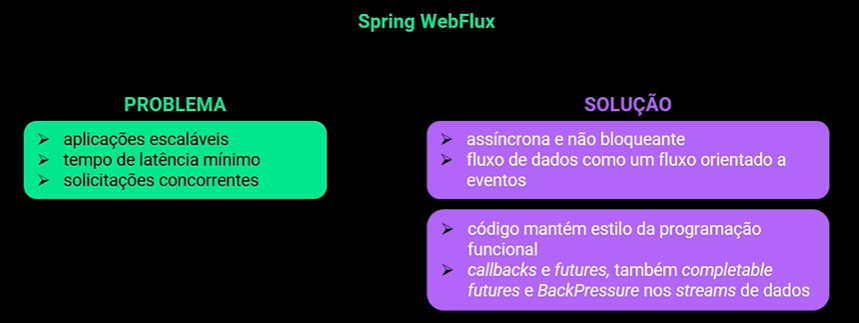 Spring WebFlux
PROBLEMA
➢ aplicações escaláveis
➢ tempo de latência mínimo
➢ solicitações concorrentes
SOLUÇÃO
➢ assíncrona e não bloqueante
➢ fluxo de dados como um fluxo orientado a
eventos
➢ código mantém estilo da programação
funcional
➢ callbacks e futures, também completable
futures e BackPressure nos streams de dados